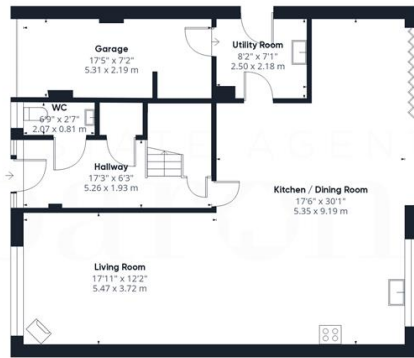 Garage
17'5" x 7'2"
5.31 x 2.19 m
Utility Room
8'2" x 7'1"
2.50 x 2.18 m
WC
6'9" x 2'7"
2.07 x 0.81 m
Hallway
17'3" x 6'3"
5.26 x 1.93 m
Kitchen / Dining Room
17'6" x 30'1"
5.35 x 9.19 m
Living Room
17'11" x 12'2"
5.47 x 3.72 m